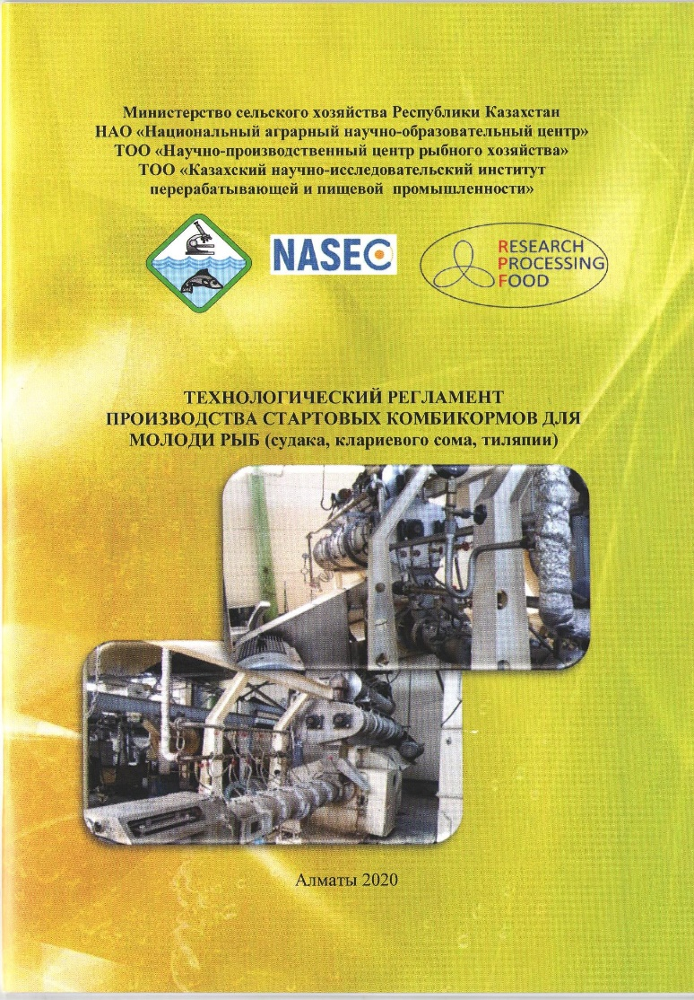 Министерство сельского хозяйства Республики Казахстан
НАО «Национальный аграрный научно-образовательный центр»
ТОО «Научно-производственный центр рыбного хозяйства»
ТОО «Казахский научно-исследовательский институт
перерабатывающей и пищевой промышленности»
NASEC
RESEARCH
PROCESSING
FOOD
ТЕХНОЛОГИЧЕСКИЙ РЕГЛАМЕНТ
ПРОИЗВОДСТВА СТАРТОВЫХ КОМБИКОРМОВ ДЛЯ
МОЛОДИ РЫБ (судака, клариевого сома, тиляпии)
Алматы 2020